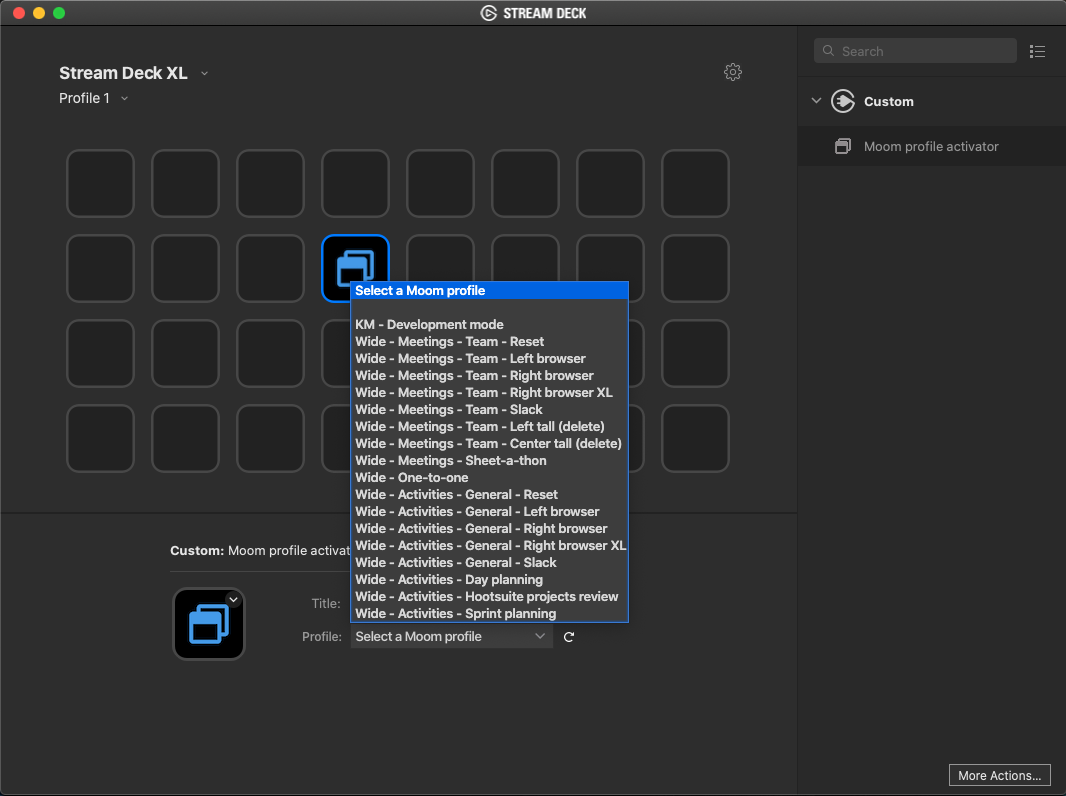 STREAM DECK
Stream Deck XL
Profile 1
Search
Custom
Moom profile activator
Select a Moom profile
KM - Development mode
Wide - Meetings - Team - Reset
Wide - Meetings - Team - Left browser
Wide - Meetings - Team - Right browser
Wide - Meetings - Team - Right browser XL
Wide - Meetings - Team - Slack
Wide - Meetings - Team - Left tall (delete)
Wide - Meetings - Team - Center tall (delete)
Wide - Meetings - Sheet-a-thon
Wide - One-to-one
Wide - Activities - General - Reset
Wide - Activities - General - Left browser
Wide - Activities - General - Right browser
Wide - Activities - General - Right browser XL
Wide - Activities - General - Slack
Wide - Activities - Day planning
Wide - Activities - Hootsuite projects review
Wide - Activities - Sprint planning
Custom: Moom profile activat
Title:
Profile: Select a Moom profile
More Actions...